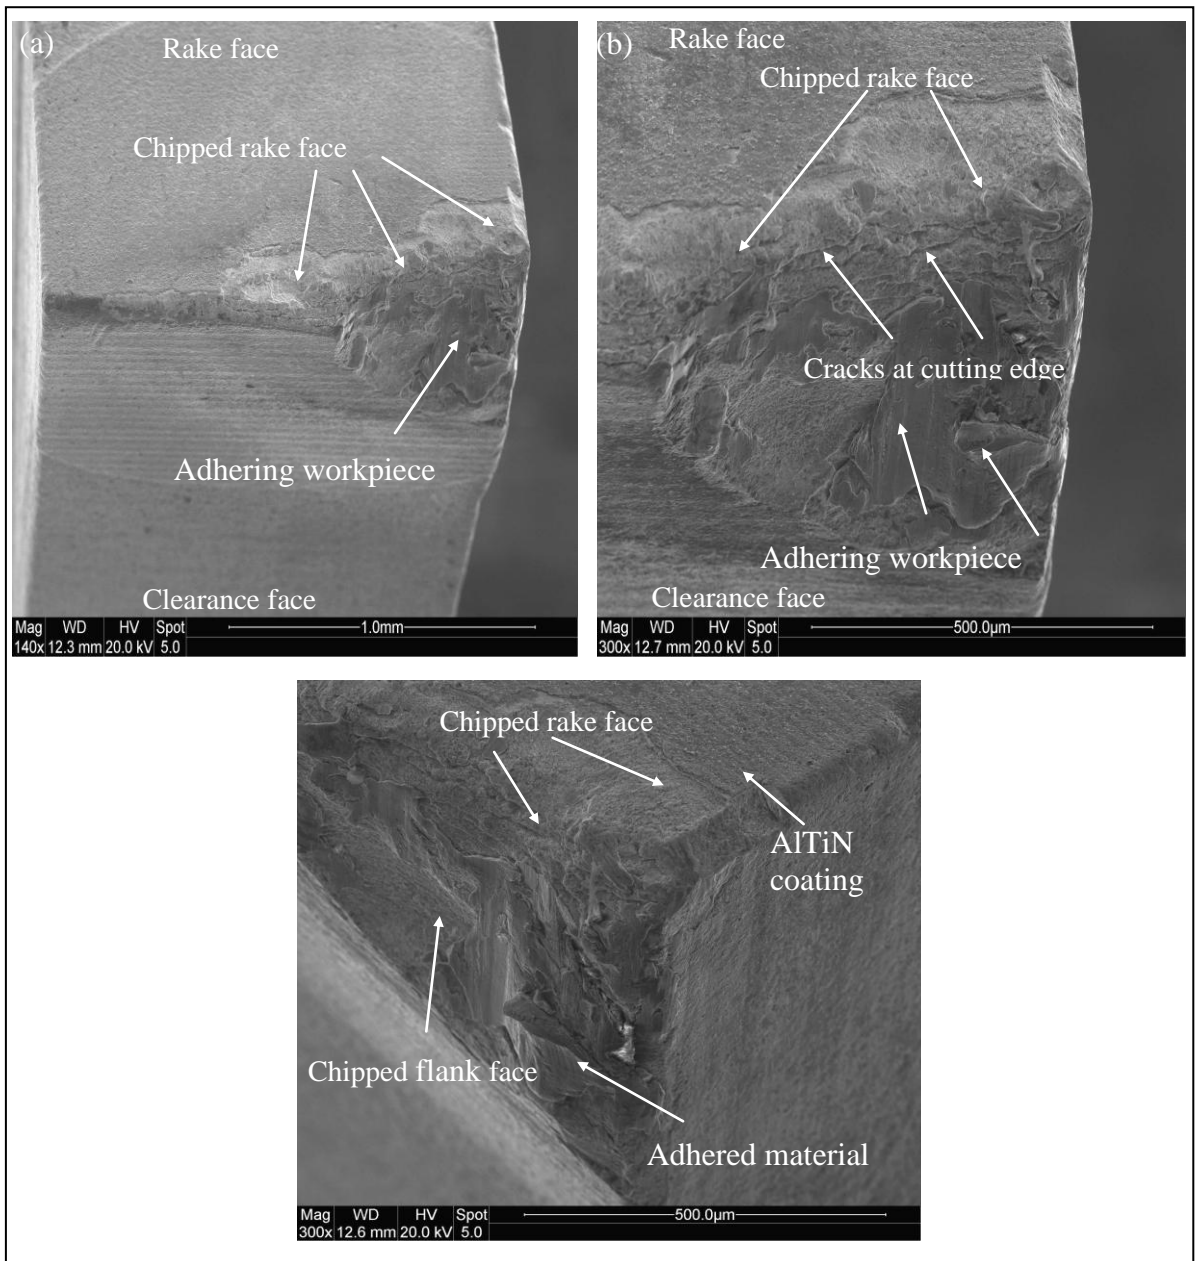 (a)
Rake face
Chipped rake face
Adhering workpiece
Clearance face
Mag WD HV Spot 1.0mm
140x 12.3 mm 20.0 kV 5.0
(b)
Rake face
Chipped rake face
Cracks at cutting edge
Adhering workpiece
Clearance face
Mag WD HV Spot 500.0µm
300x 12.7 mm 20.0 kV 5.0
Chipped rake face
AlTiN
coating
Chipped flank face
Adhered material
Mag WD HV Spot 500.0µm
300x 12.6 mm 20.0 kV 5.0